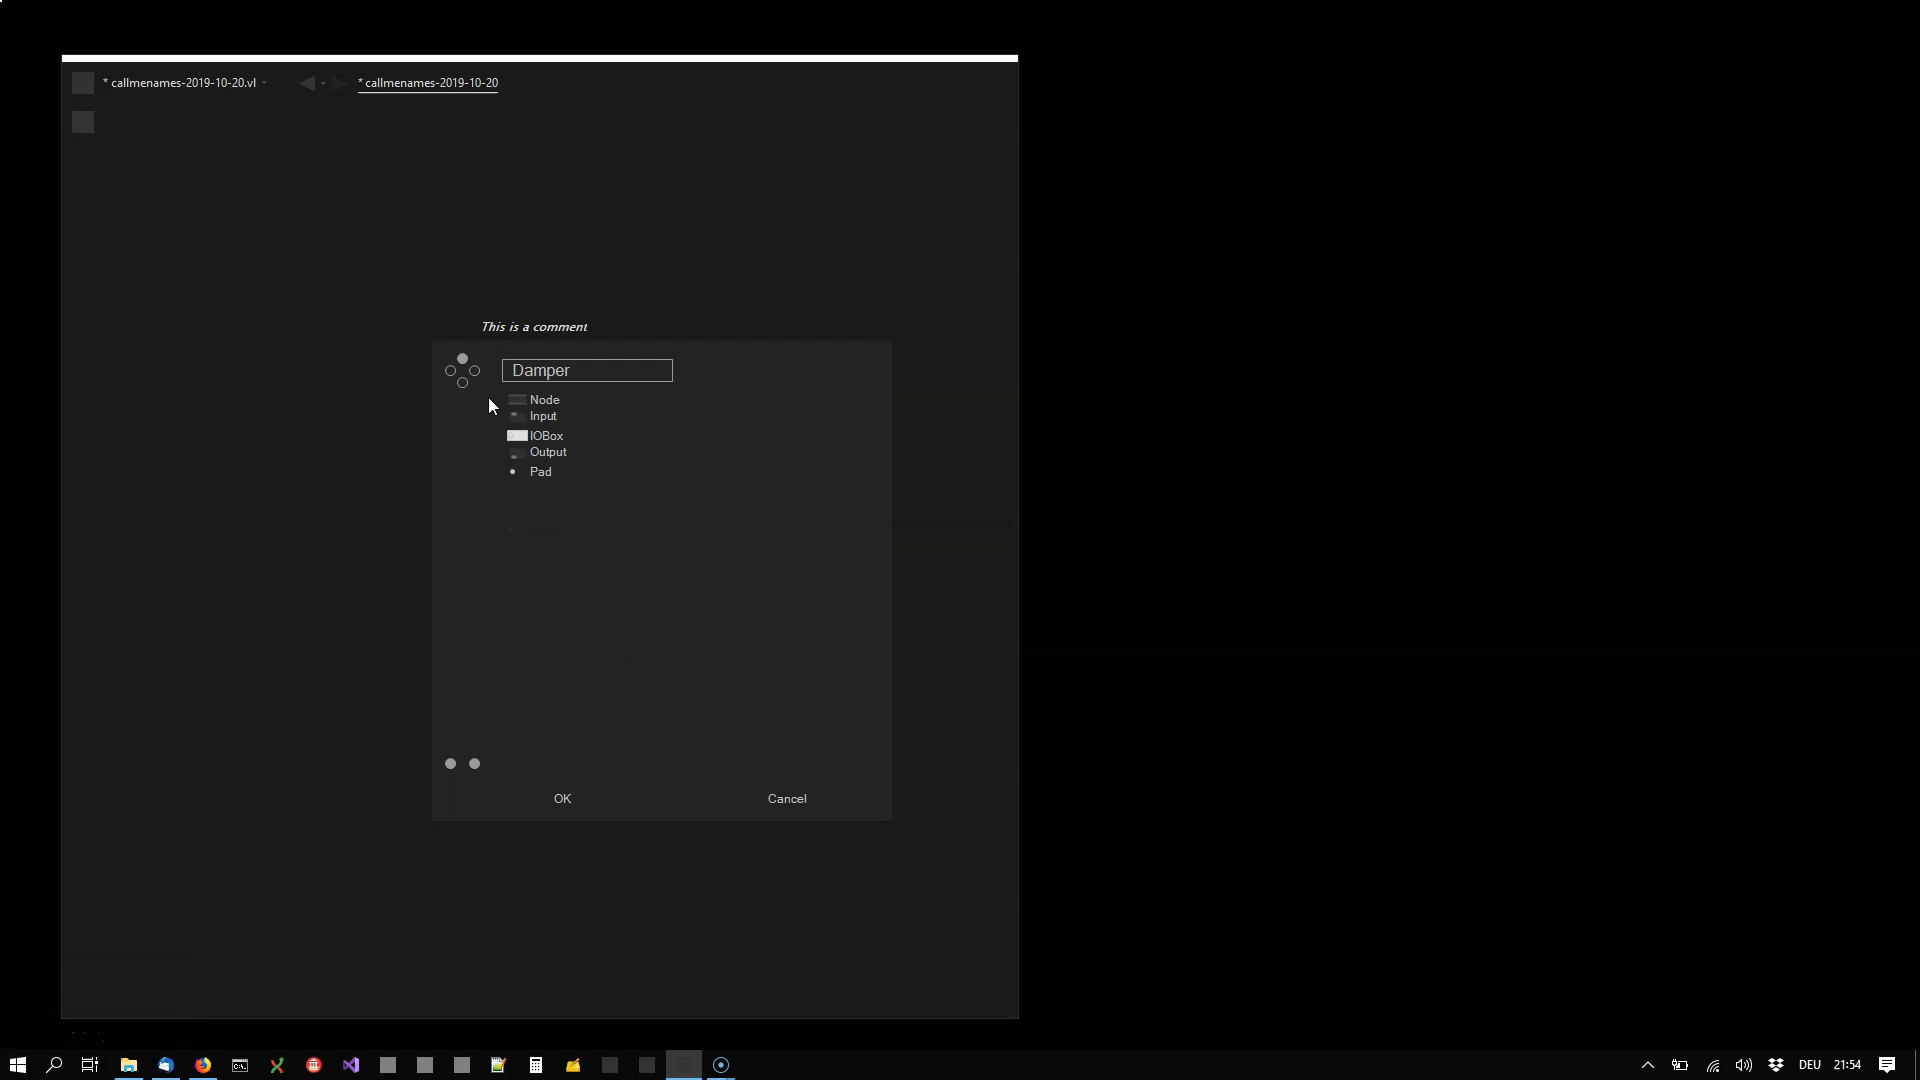 * callmenames-2019-10-20.vl
* callmenames-2019-10-20
This is a comment
Damper
Node
Input
IOBox
Output
Pad
OK
Cancel
DEU
21:54